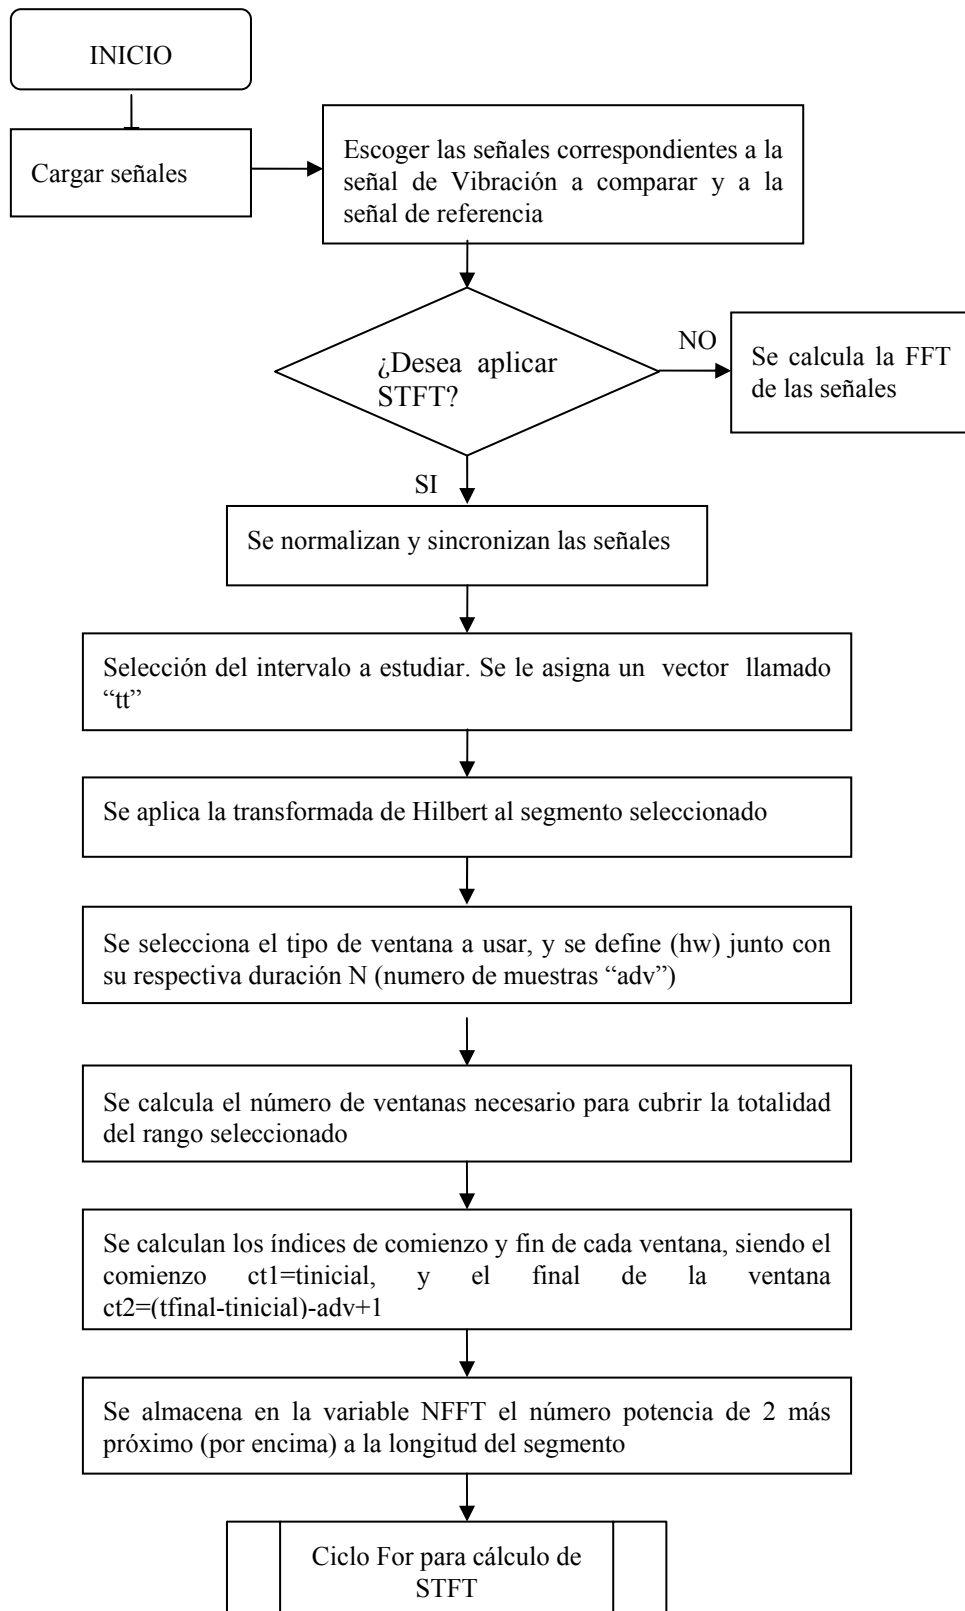 INICIO
Cargar señales
Escoger las señales correspondientes a la
señal de Vibración a comparar y a la
señal de referencia
¿Desea aplicar
STFT?
NO
Se calcula la FFT
de las señales
SI
Se normalizan y sincronizan las señales
Selección del intervalo a estudiar. Se le asigna un vector llamado
“tt”
Se aplica la transformada de Hilbert al segmento seleccionado
Se selecciona el tipo de ventana a usar, y se define (hw) junto con
su respectiva duración N (numero de muestras “adv”)
Se calcula el número de ventanas necesario para cubrir la totalidad
del rango seleccionado
Se calculan los índices de comienzo y fin de cada ventana, siendo el
comienzo ct1=tinicial, y el final de la ventana
ct2=(tfinal-tinicial)-adv+1
Se almacena en la variable NFFT el número potencia de 2 más
próximo (por encima) a la longitud del segmento
Ciclo For para cálculo de
STFT